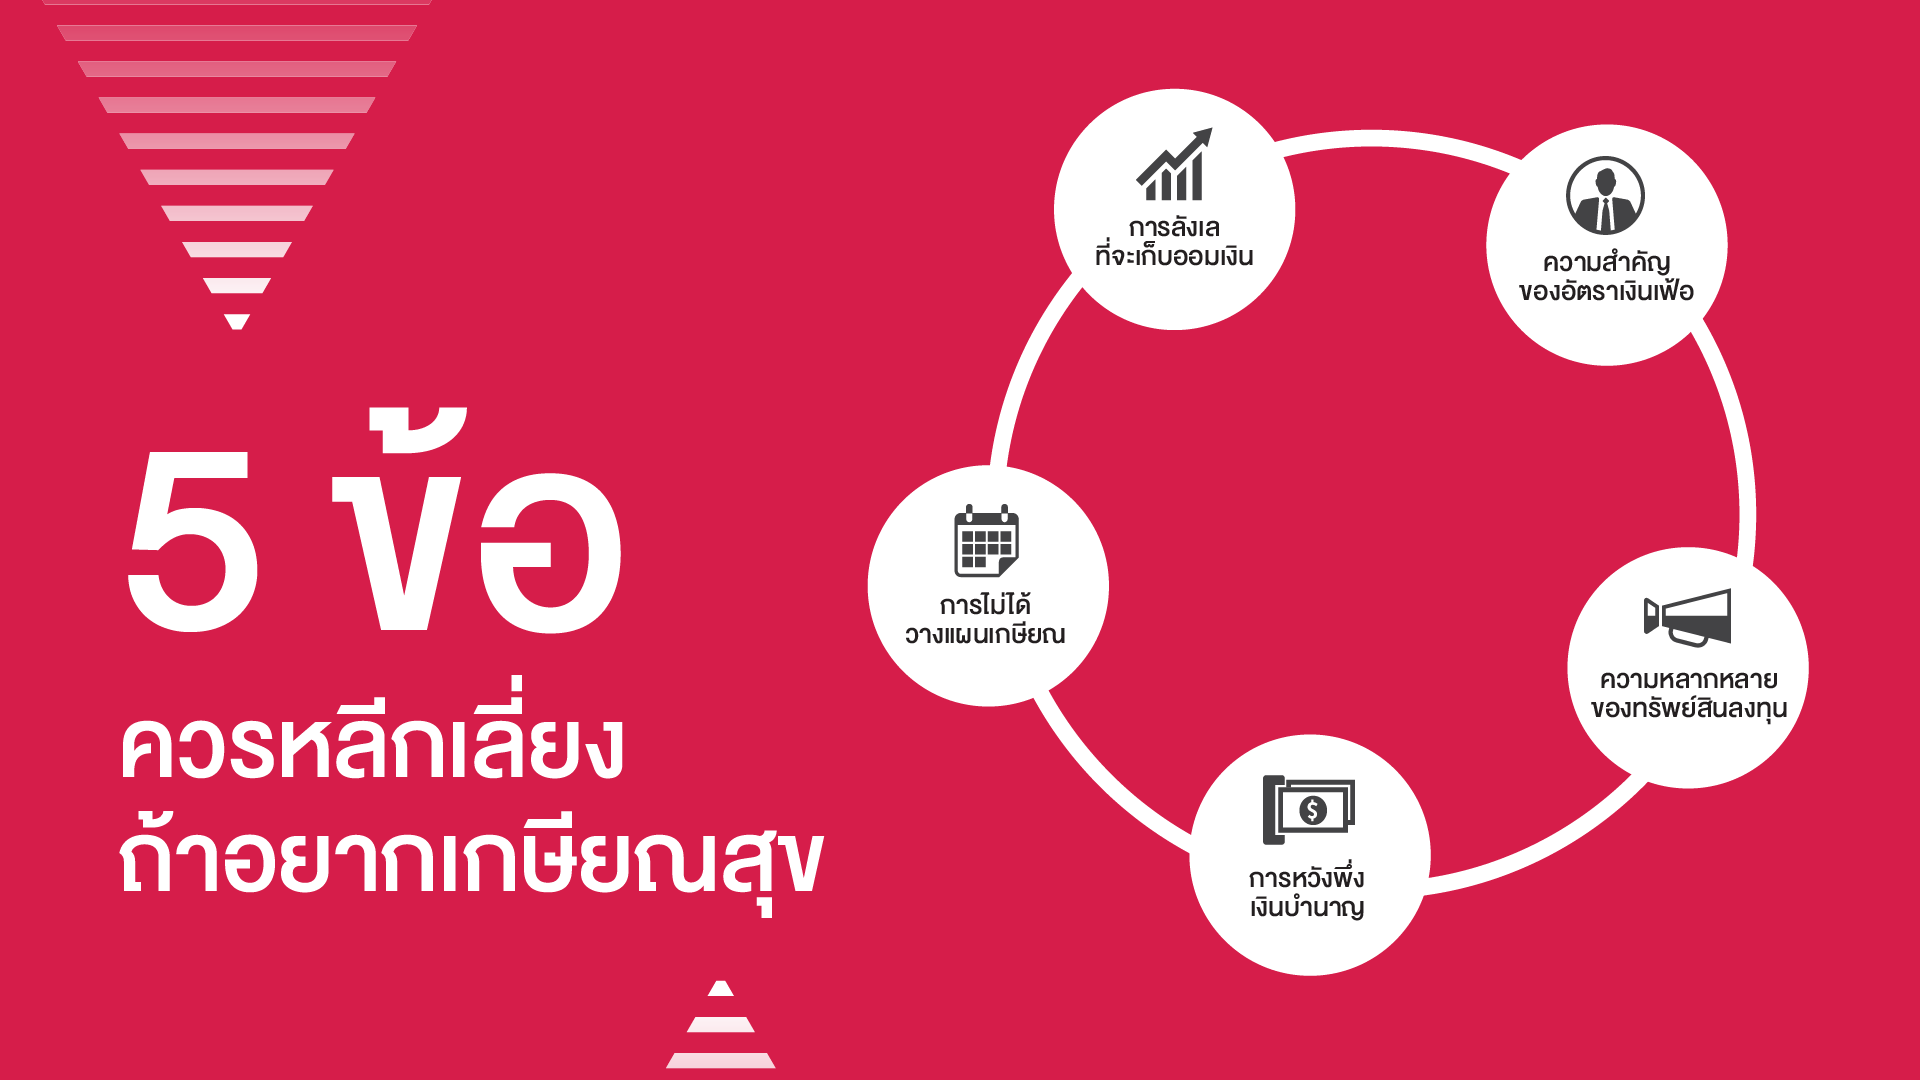 5 ข้อ
ควรหลีกเลี่ยง
ถ้าอยากเกษียณสุข
การลังเล
ที่จะเก็บออมเงิน
ความสำคัญ
ของอัตราเงินเฟ้อ
ความหลากหลาย
ของทรัพย์สินลงทุน
การหวังพึ่ง
เงินบำนาญ
การไม่ได้
วางแผนเกษียณ